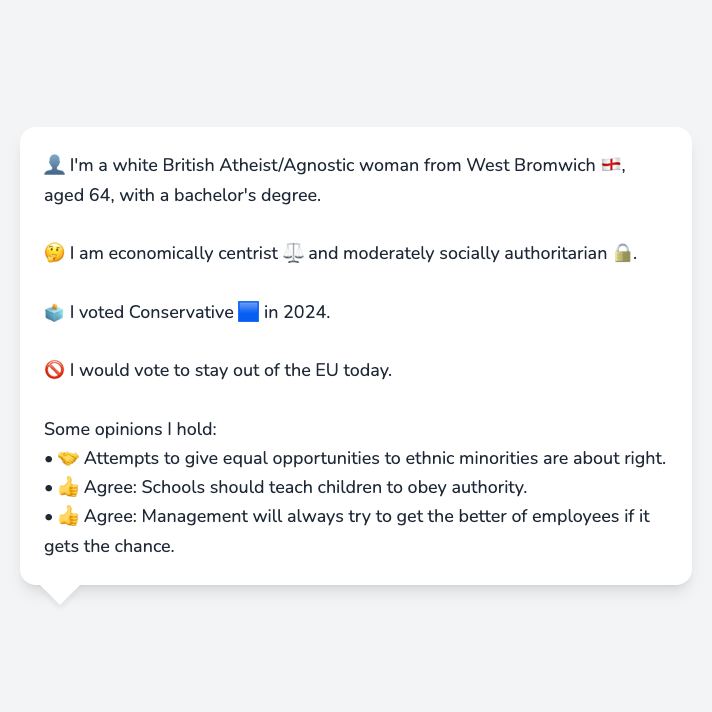 👤 I'm a white British Atheist/Agnostic woman from West Bromwich 🏴󠁧󠁢󠁥󠁮󠁧󠁿,
aged 64, with a bachelor's degree.
🤔 I am economically centrist ⚖️ and moderately socially authoritarian 🔒.
🗳️ I voted Conservative 🟦 in 2024.
🚫 I would vote to stay out of the EU today.
Some opinions I hold:
• 🤝 Attempts to give equal opportunities to ethnic minorities are about right.
• 👍 Agree: Schools should teach children to obey authority.
• 👍 Agree: Management will always try to get the better of employees if it
gets the chance.